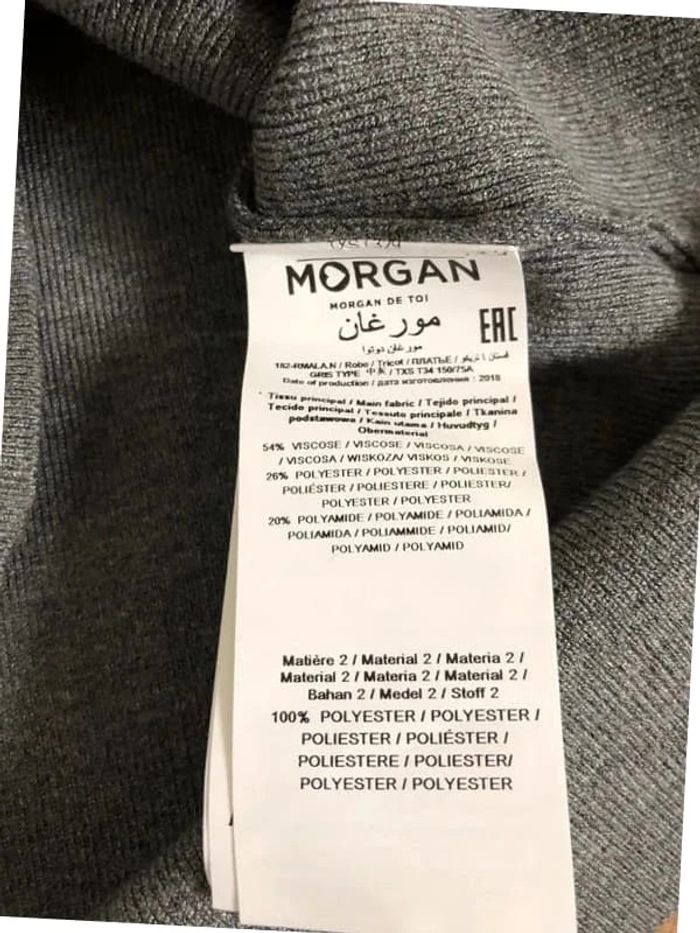 MORGAN
MORGAN DE TOI
مورغان
EAC
مورغان دوتوا
فستان \ تريكو /
182-RMALA.N / Robe / Tricot / ПЛАТЬЕ /
GRIS TYPE / TXS T34 150/75A
Date of production / дата изготовления : 2018
Tissu principal / Main fabric / Tejido principal /
Tecido principal / Tessuto principale / Tkanina
podstawowa / Kain utama / Huvudtyg /
Obermaterial
54% VISCOSE / VISCOSE / VISCOSA / VISCOSE
/ VISCOSA / WISKOZA/ VISKOS / VISKOSE
26% POLYESTER / POLYESTER / POLIESTER /
POLIÉSTER / POLIESTERE / POLIESTER/
POLYESTER / POLYESTER
20% POLYAMIDE / POLYAMIDE / POLIAMIDA /
POLIAMIDA / POLIAMMIDE / POLIAMID/
POLYAMID / POLYAMID
Matière 2 / Material 2 / Materia 2 /
Material 2 / Materia 2 / Material 2 /
Bahan 2 / Medel 2 / Stoff 2
100% POLYESTER / POLYESTER /
POLIESTER / POLIÉSTER /
POLIESTERE / POLIESTER/
POLYESTER / POLYESTER